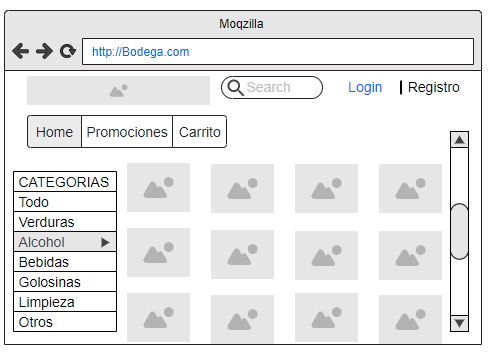 Moqzilla
http://Bodega.com
Search
Login
Registro
Home
Promociones
Carrito
CATEGORIAS
Todo
Verduras
Alcohol
Bebidas
Golosinas
Limpieza
Otros